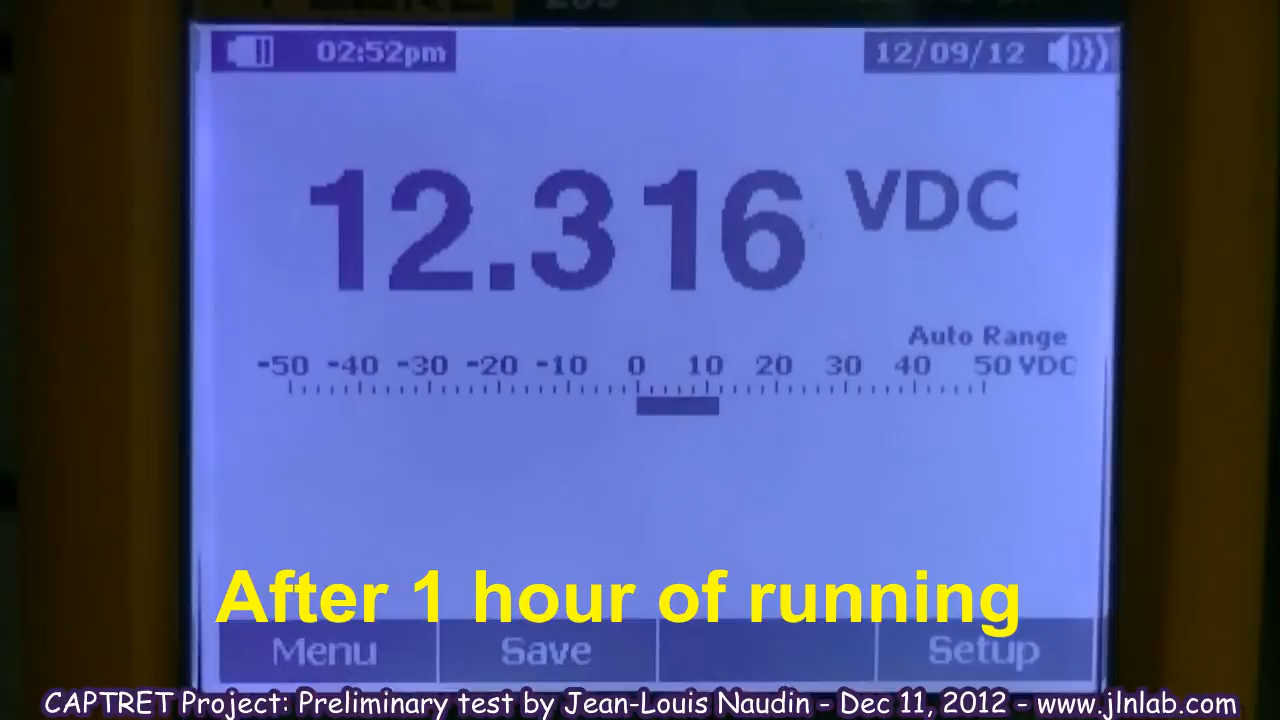 02:52pm 12/09/12
12.316 VDC
Auto Range
-50 -40 -30 -20 -10 0 10 20 30 40 50 VDC
After 1 hour of running
Menu Save Setup
CAPTRET Project: Preliminary test by Jean-Louis Naudin - Dec 11, 2012 - www.jlnlab.com